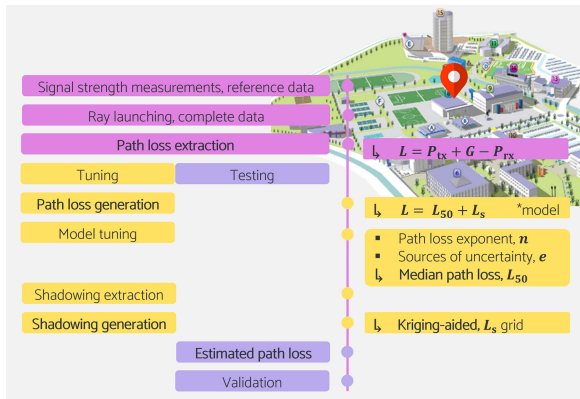 Signal strength measurements, reference data
Ray launching, complete data
Path loss extraction
↳ L = P_tx + G − P_rx
Tuning
Testing
Path loss generation
↳ L = L_50 + L_s *model
Model tuning
▪ Path loss exponent, n
▪ Sources of uncertainty, e
↳ Median path loss, L_50
Shadowing extraction
Shadowing generation
↳ Kriging-aided, L_s grid
Estimated path loss
Validation